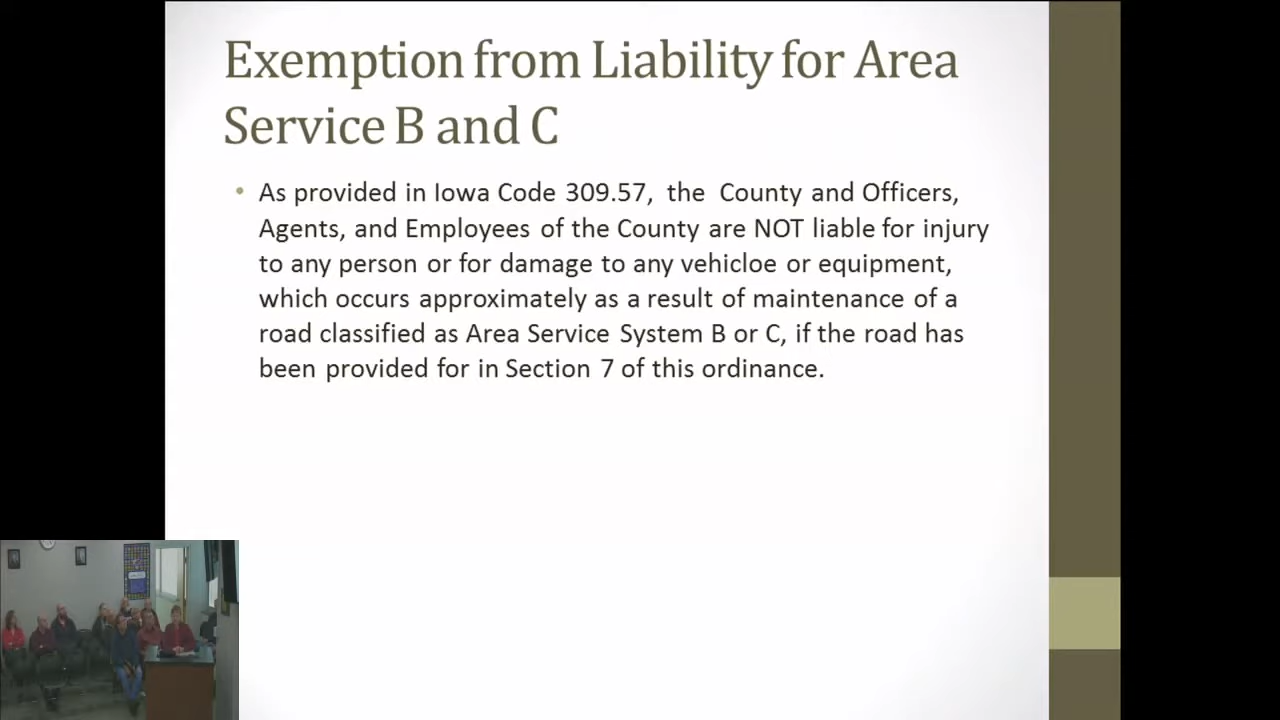 Exemption from Liability for Area
Service B and C
• As provided in Iowa Code 309.57, the County and Officers,
Agents, and Employees of the County are NOT liable for injury
to any person or for damage to any vehicloe or equipment,
which occurs approximately as a result of maintenance of a
road classified as Area Service System B or C, if the road has
been provided for in Section 7 of this ordinance.